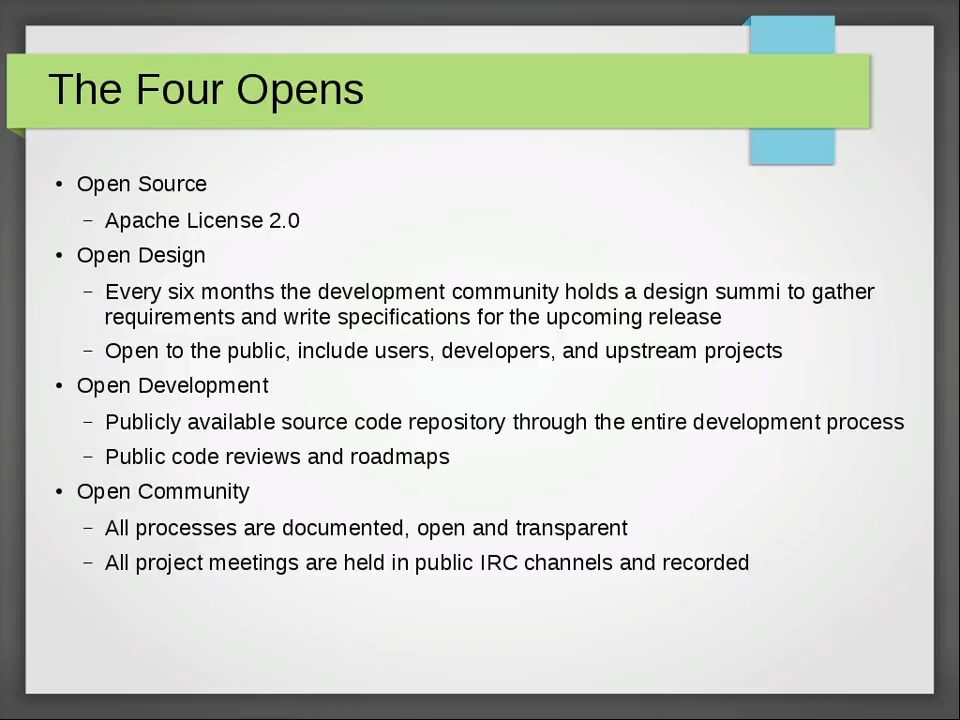 The Four Opens
• Open Source
– Apache License 2.0
• Open Design
– Every six months the development community holds a design summi to gather
requirements and write specifications for the upcoming release
– Open to the public, include users, developers, and upstream projects
• Open Development
– Publicly available source code repository through the entire development process
– Public code reviews and roadmaps
• Open Community
– All processes are documented, open and transparent
– All project meetings are held in public IRC channels and recorded